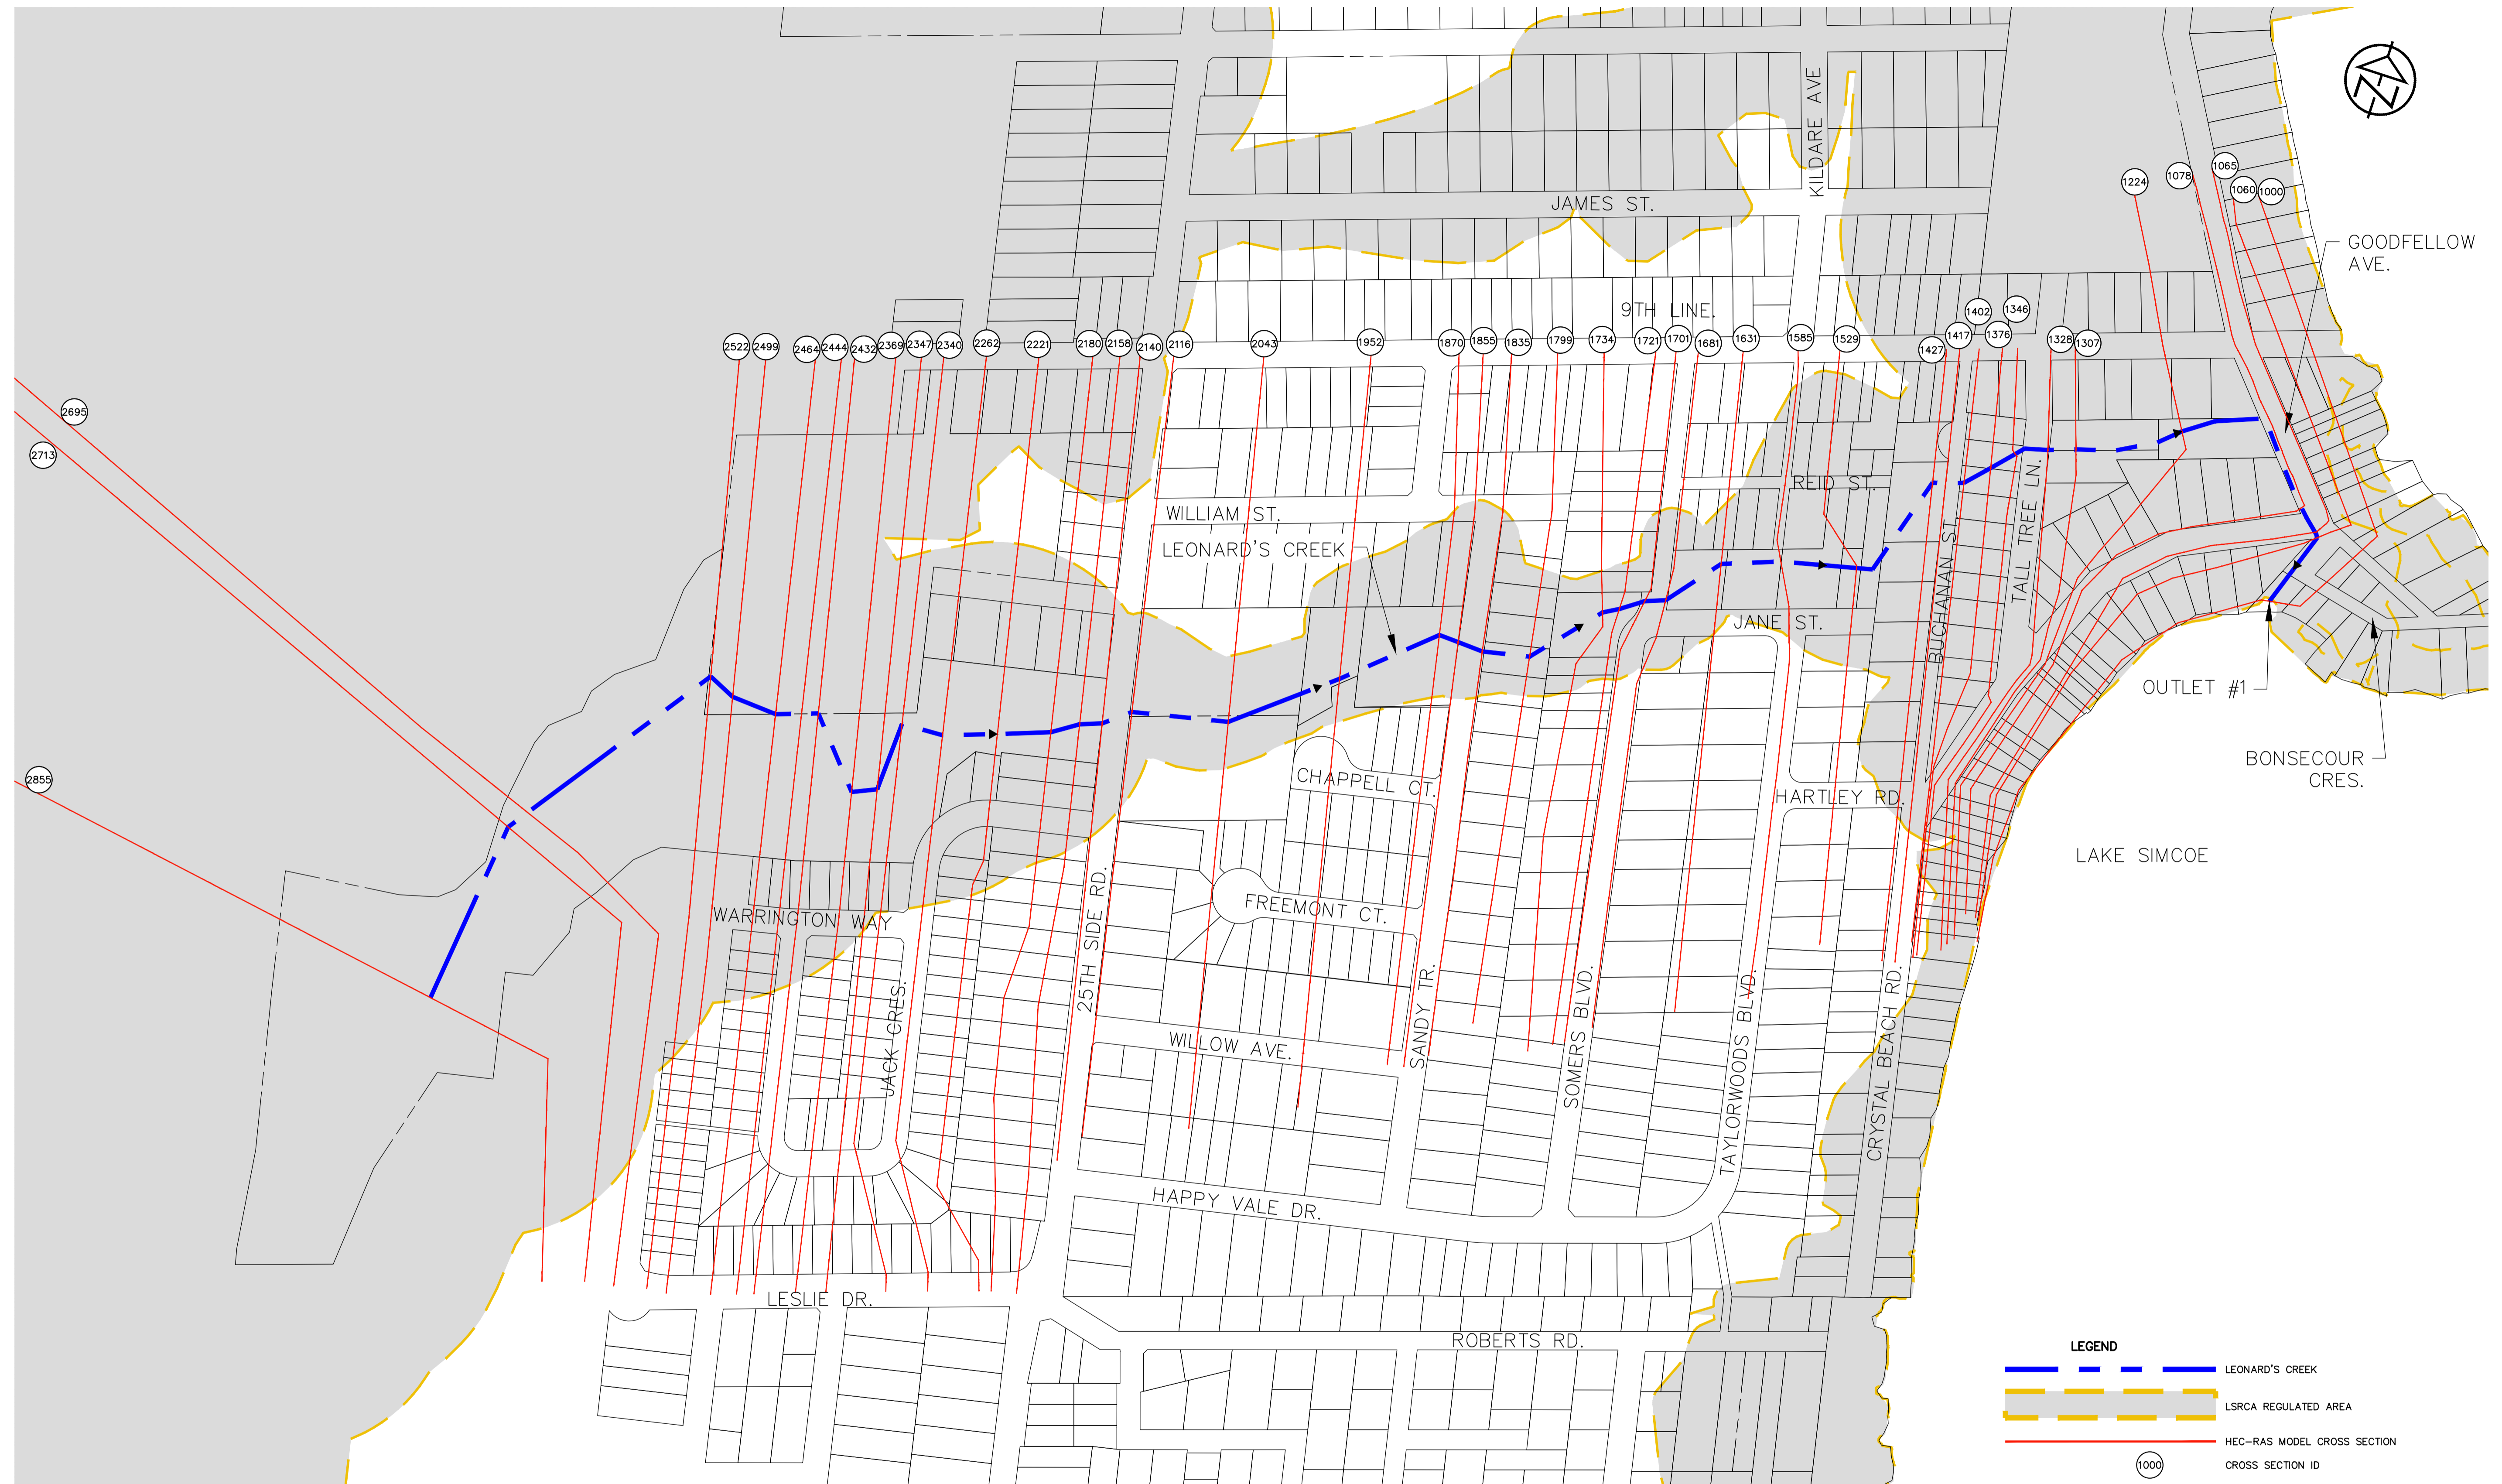 KILDARE AVE
JAMES ST.
1065
1078
1224
1060
1000
GOODFELLOW
AVE.
9TH LINE.
1402
1346
2522
2499
2464
2444
2432
2369
2347
2340
2262
2221
2180
2158
2140
2116
2043
1952
1870
1855
1835
1799
1734
1721
1701
1681
1631
1585
1529
1427
1417
1376
1328
1307
2695
2713
2855
WILLIAM ST.
REID ST.
LEONARD'S CREEK
BUCHANAN ST.
TALL TREE LN.
JANE ST.
OUTLET #1
BONSECOUR
CRES.
CHAPPELL CT.
HARTLEY RD.
LAKE SIMCOE
FREEMONT CT.
WARRINGTON WAY
25TH SIDE RD.
JACK CRES.
WILLOW AVE.
SANDY TR.
SOMERS BLVD.
TAYLORWOODS BLVD.
CRYSTAL BEACH RD.
HAPPY VALE DR.
LESLIE DR.
ROBERTS RD.
LEGEND
LEONARD'S CREEK
LSRCA REGULATED AREA
HEC-RAS MODEL CROSS SECTION
1000 CROSS SECTION ID